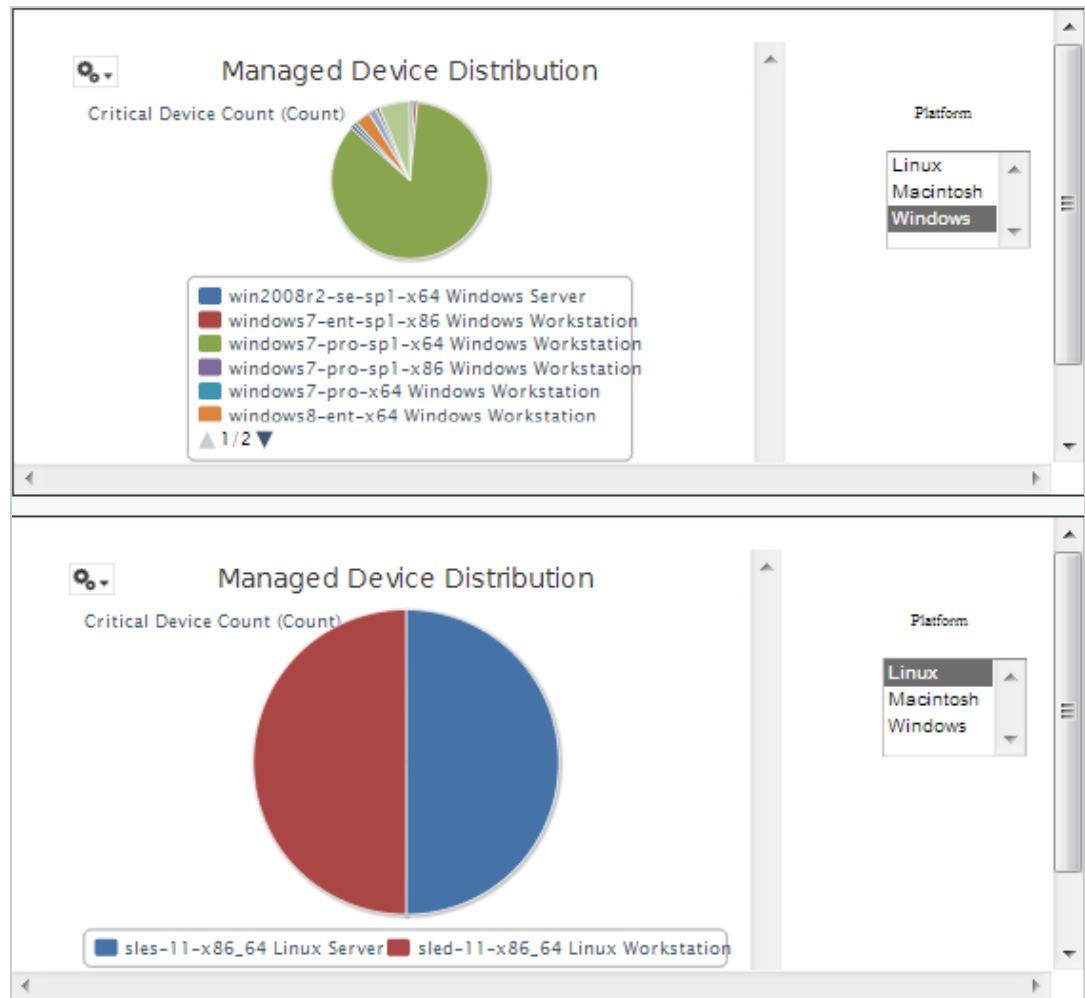 Managed Device Distribution
Critical Device Count (Count)
Platform
Linux
Macintosh
Windows
win2008r2-se-sp1-x64 Windows Server
windows7-ent-sp1-x86 Windows Workstation
windows7-pro-sp1-x64 Windows Workstation
windows7-pro-sp1-x86 Windows Workstation
windows7-pro-x64 Windows Workstation
windows8-ent-x64 Windows Workstation
1/2
Managed Device Distribution
Critical Device Count (Count)
Platform
Linux
Macintosh
Windows
sles-11-x86_64 Linux Server sled-11-x86_64 Linux Workstation